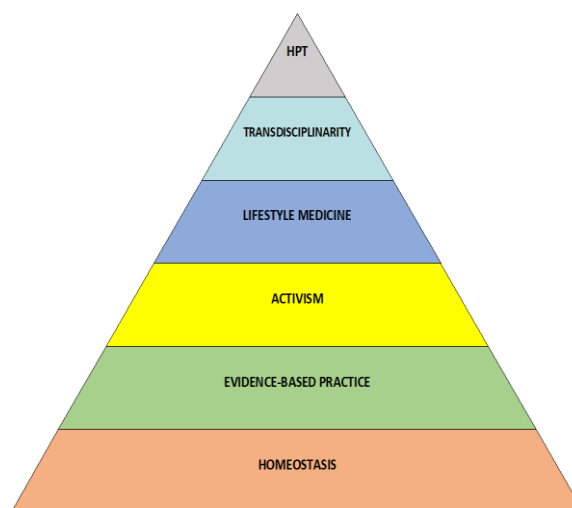 HPT
TRANSDISCIPLINARITY
LIFESTYLE MEDICINE
ACTIVISM
EVIDENCE-BASED PRACTICE
HOMEOSTASIS